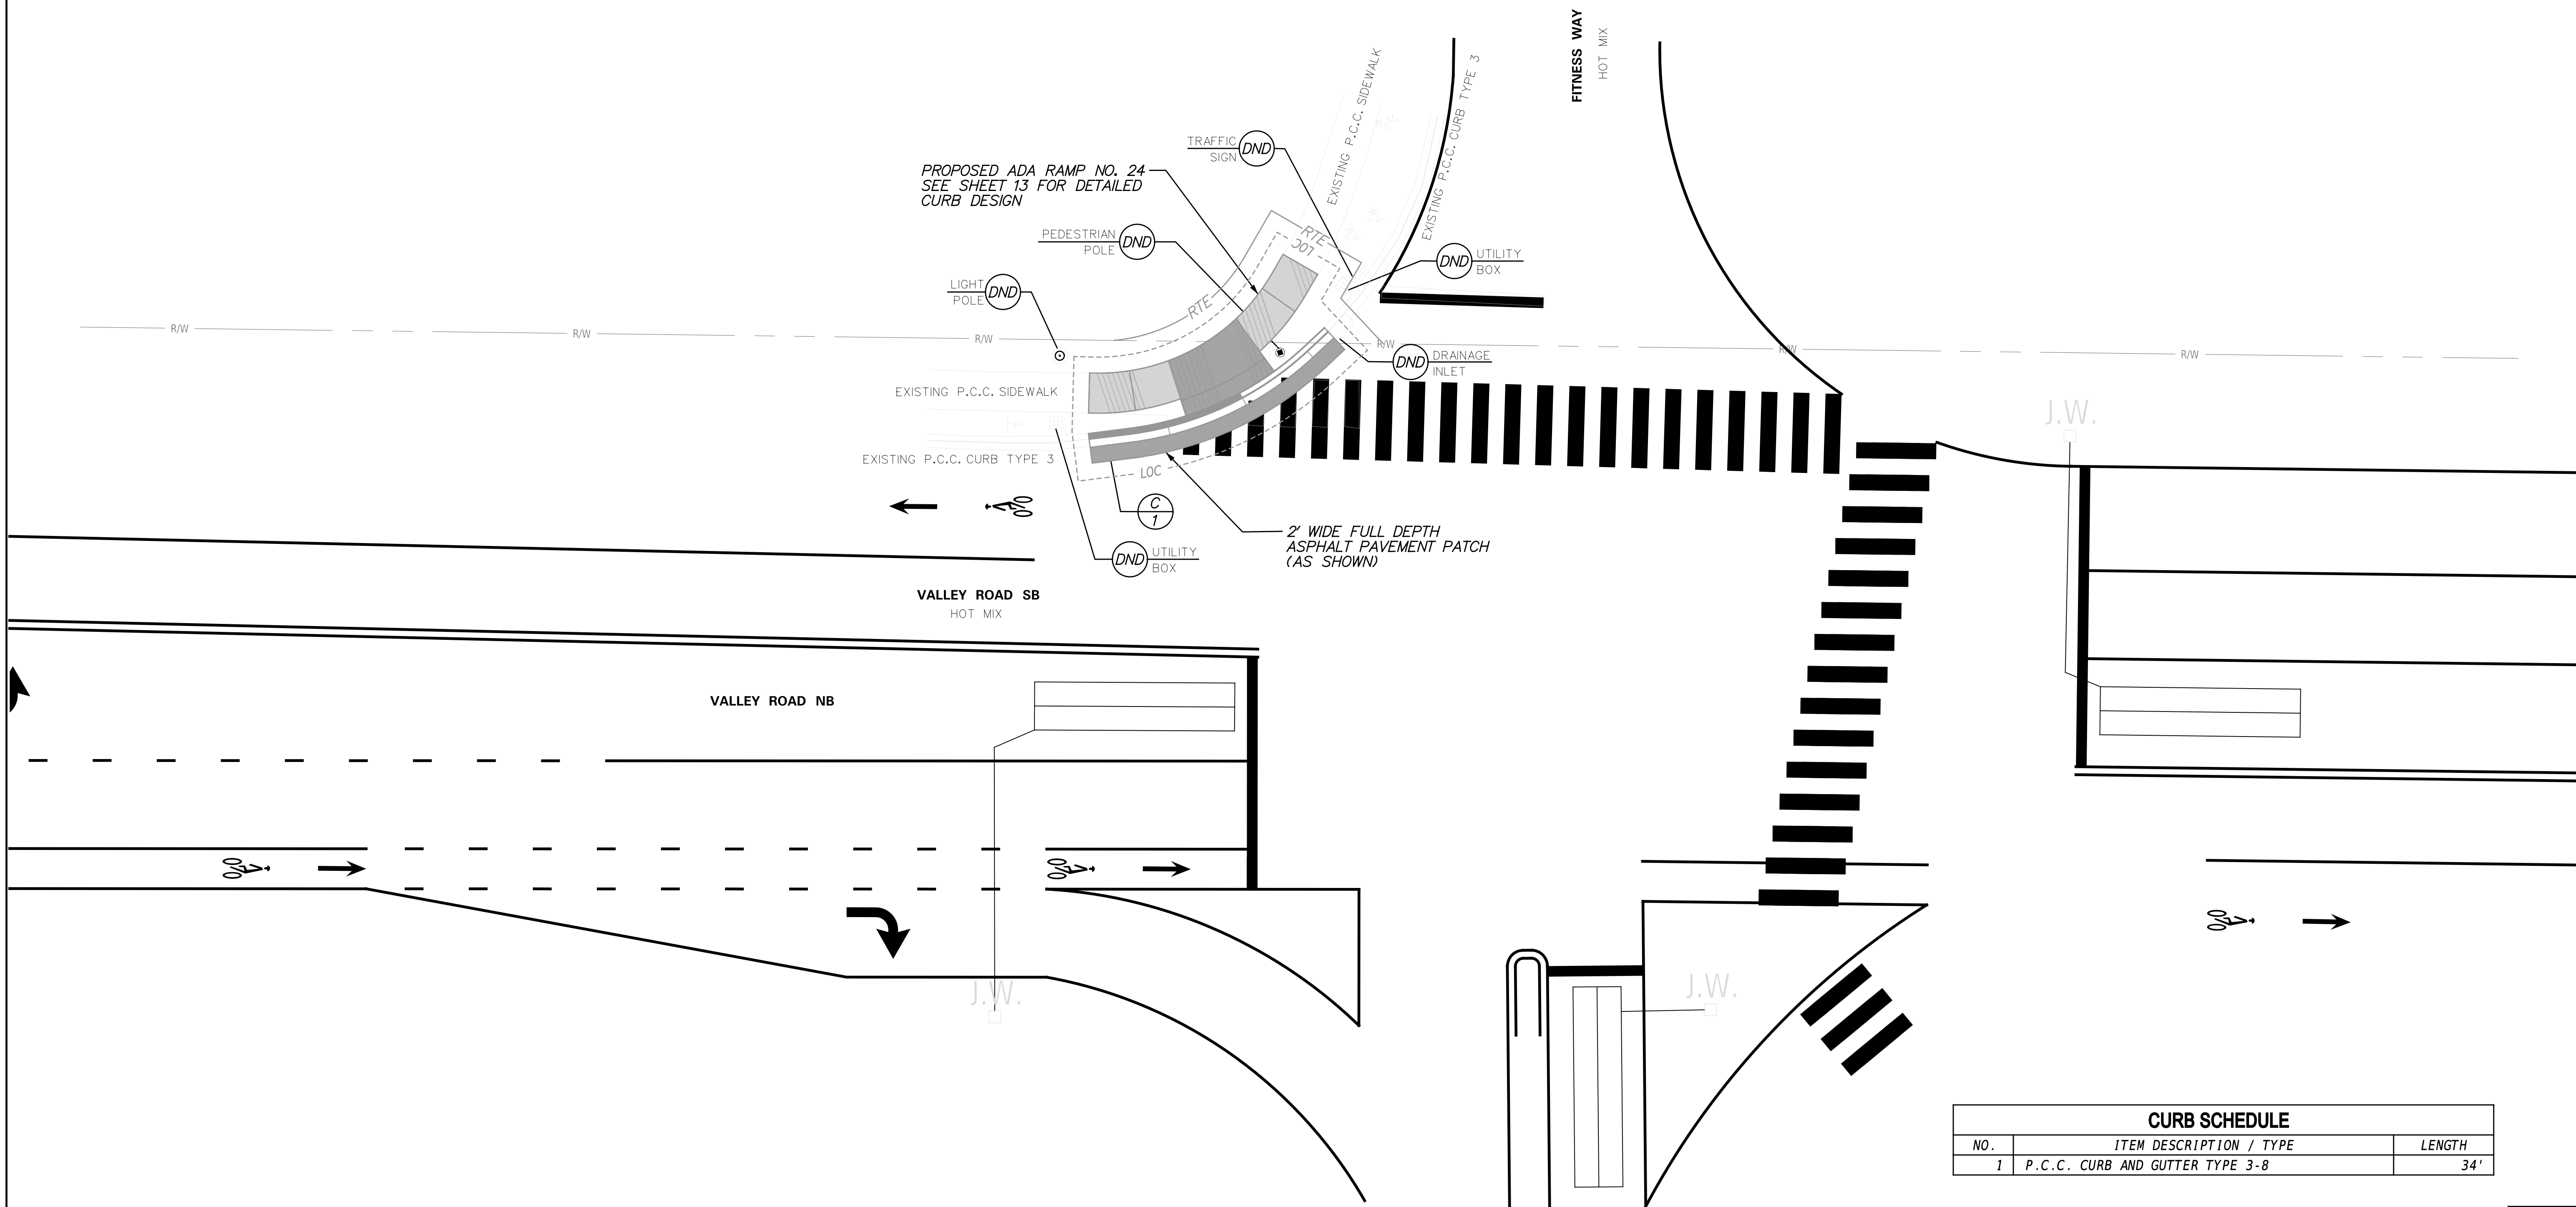 FITNESS WAY
HOT MIX
EXISTING P.C.C. SIDEWALK
EXISTING P.C.C. CURB TYPE 3
TRAFFIC
SIGN
DND
PROPOSED ADA RAMP NO. 24
SEE SHEET 13 FOR DETAILED
CURB DESIGN
PEDESTRIAN
POLE
DND
RTE
LOC
DND
UTILITY
BOX
LIGHT
POLE
DND
RTE
R/W
R/W
R/W
R/W
R/W
R/W
DND
DRAINAGE
INLET
EXISTING P.C.C. SIDEWALK
J.W.
EXISTING P.C.C. CURB TYPE 3
LOC
C
1
2' WIDE FULL DEPTH
ASPHALT PAVEMENT PATCH
(AS SHOWN)
DND
UTILITY
BOX
VALLEY ROAD SB
HOT MIX
VALLEY ROAD NB
J.W.
J.W.
CURB SCHEDULE
NO. ITEM DESCRIPTION / TYPE LENGTH
1 P.C.C. CURB AND GUTTER TYPE 3-8 34'